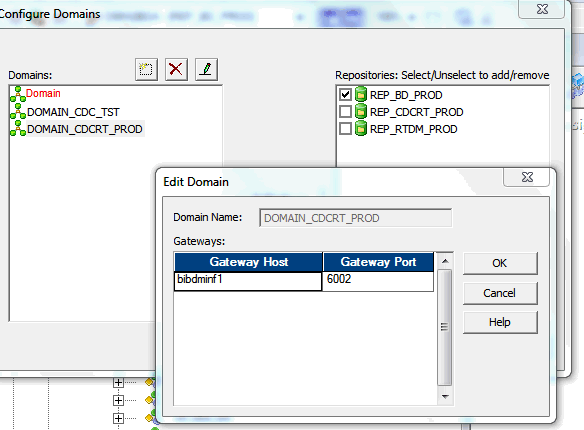 Configure Domains
Domains:
Domain
DOMAIN_CDC_TST
DOMAIN_CDCRT_PROD
Repositories: Select/Unselect to add/remove
REP_BD_PROD
REP_CDCRT_PROD
REP_RTDM_PROD
Edit Domain
Domain Name: DOMAIN_CDCRT_PROD
Gateways:
Gateway Host Gateway Port
bibdminf1 6002
OK
Cancel
Help